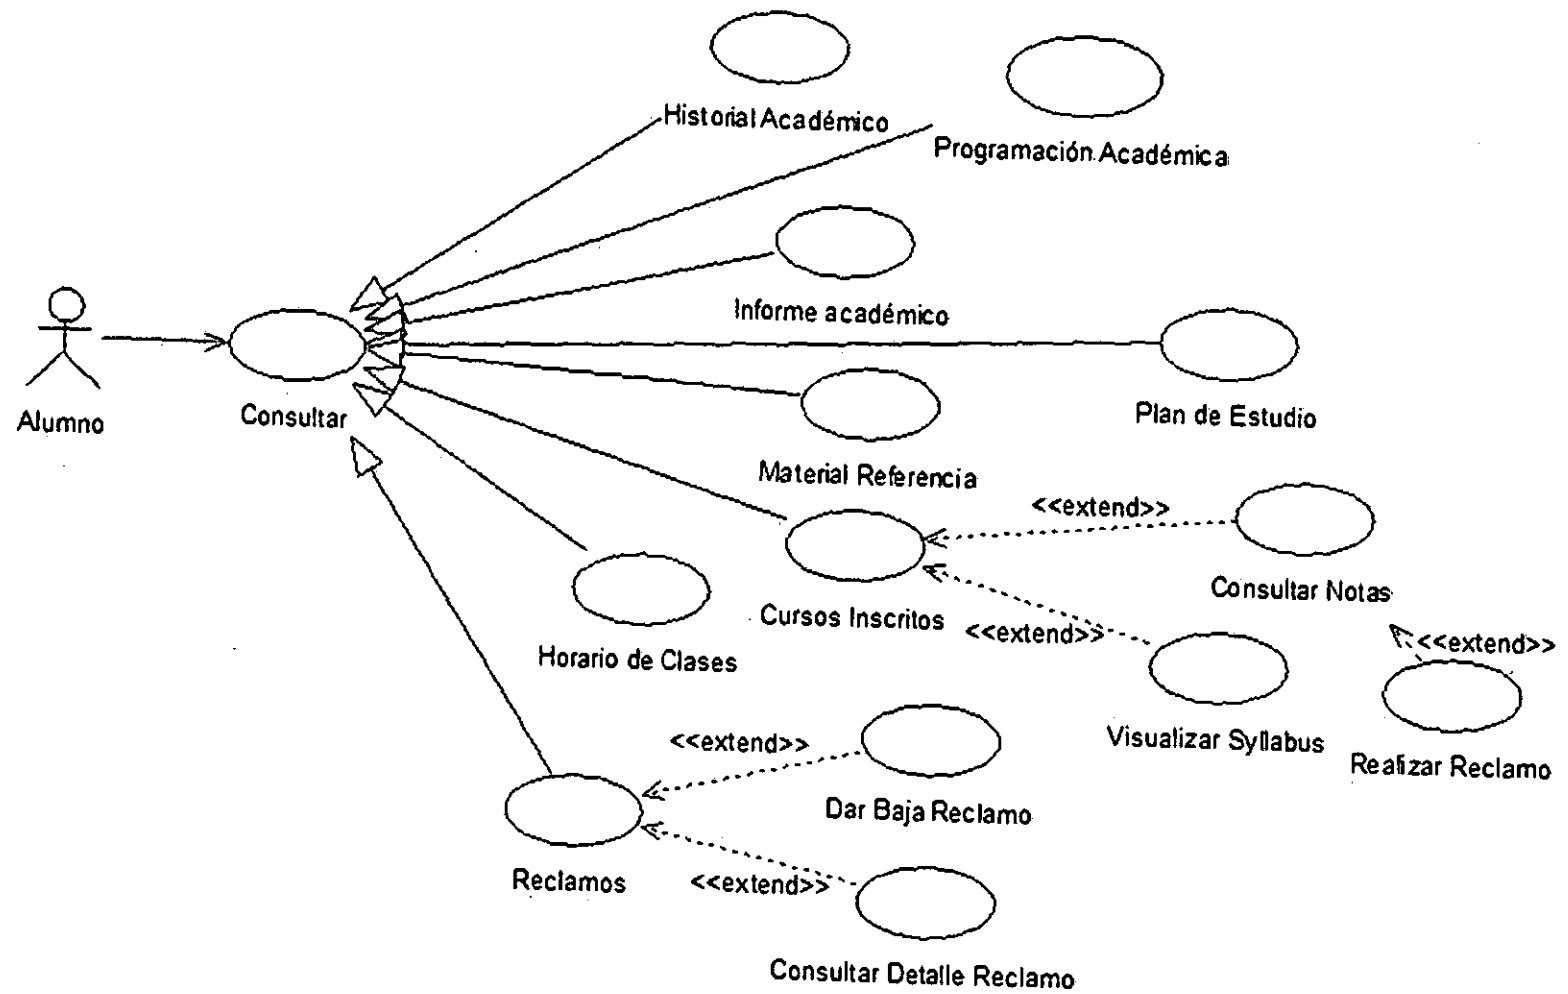 Historial Académico
Programación Académica
Informe académico
Alumno
Consultar
Plan de Estudio
Material Referencia
<<extend>>
Consultar Notas
Cursos Inscritos
<<extend>>
<<extend>>
Horario de Clases
Visualizar Syllabus
Realizar Reclamo
<<extend>>
Dar Baja Reclamo
Reclamos
<<extend>>
Consultar Detalle Reclamo